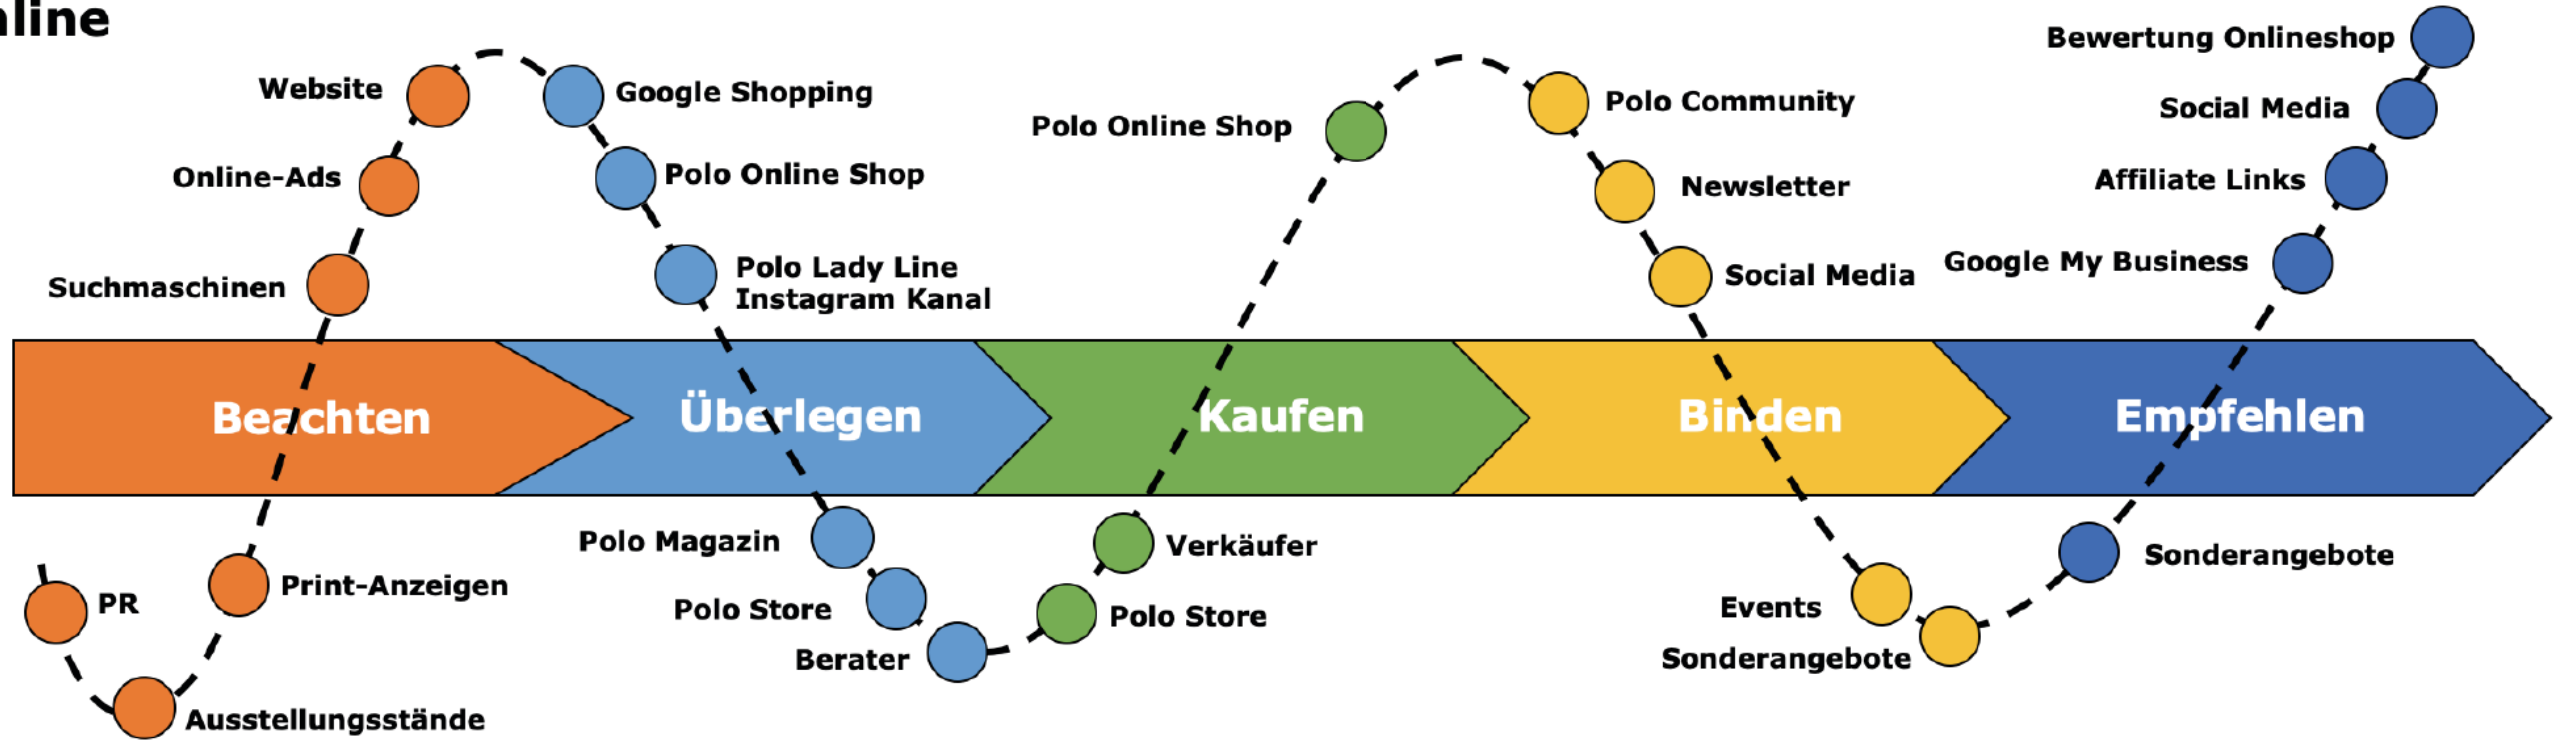 Website
Online-Ads
Suchmaschinen
Google Shopping
Polo Online Shop
Polo Lady Line
Instagram Kanal
Polo Online Shop
Polo Community
Newsletter
Social Media
Bewertung Onlineshop
Social Media
Affiliate Links
Google My Business
Beachten
Überlegen
Kaufen
Binden
Empfehlen
PR
Print-Anzeigen
Ausstellungsstände
Polo Magazin
Polo Store
Berater
Verkäufer
Polo Store
Events
Sonderangebote
Sonderangebote